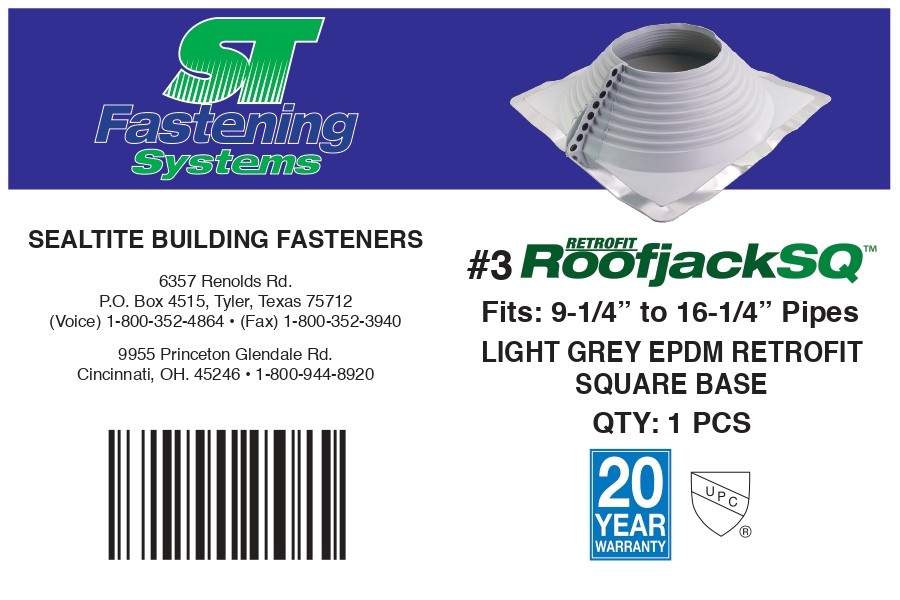 ST
Fastening
Systems
SEALTITE BUILDING FASTENERS
6357 Renolds Rd.
P.O. Box 4515, Tyler, Texas 75712
(Voice) 1-800-352-4864 • (Fax) 1-800-352-3940
9955 Princeton Glendale Rd.
Cincinnati, OH. 45246 • 1-800-944-8920
RETROFIT
#3 RoofjackSQ™
Fits: 9-1/4” to 16-1/4” Pipes
LIGHT GREY EPDM RETROFIT
SQUARE BASE
QTY: 1 PCS
20
YEAR
WARRANTY
UPC
®